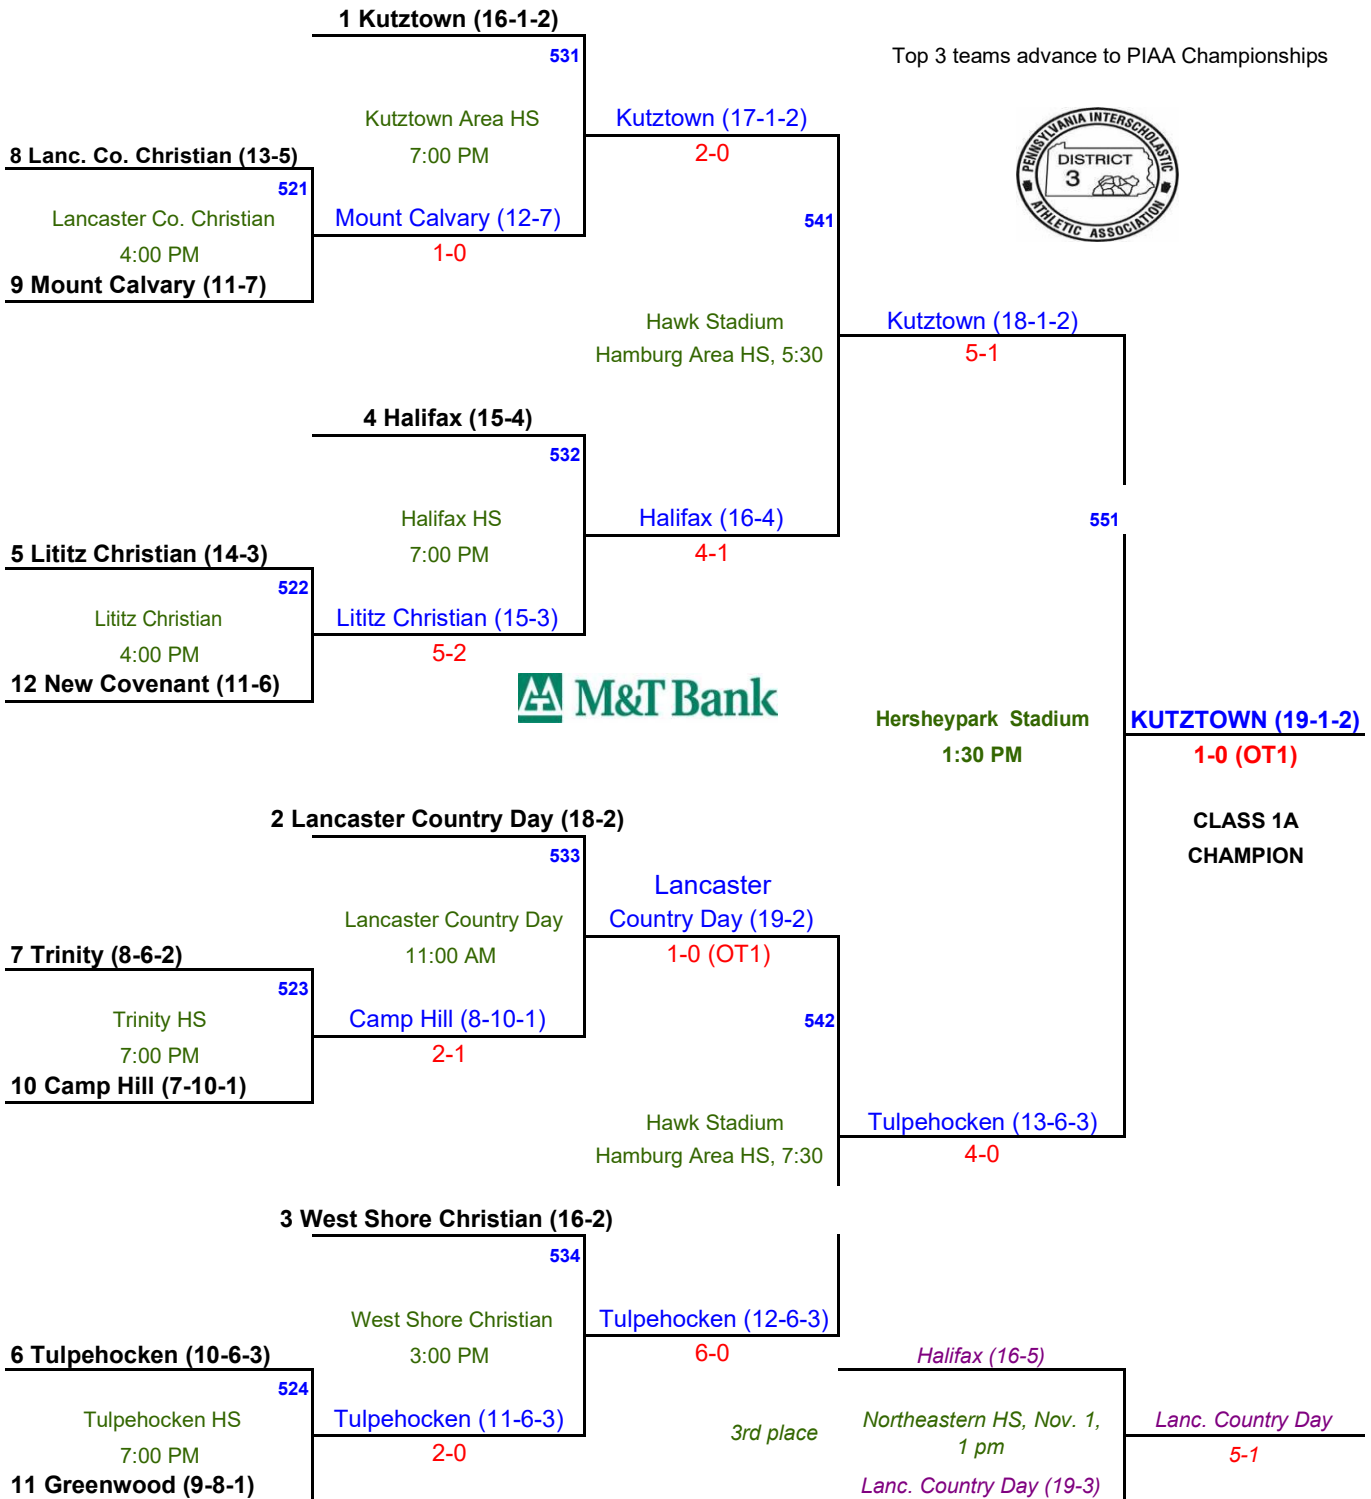 1 Kutztown (16-1-2)
531
Top 3 teams advance to PIAA Championships
Kutztown Area HS
7:00 PM
Kutztown (17-1-2)
2-0
PENNSYLVANIA INTERSCHOLASTIC
DISTRICT
3
ATHLETIC ASSOCIATION
8 Lanc. Co. Christian (13-5)
521
Lancaster Co. Christian
4:00 PM
9 Mount Calvary (11-7)
Mount Calvary (12-7)
1-0
541
Hawk Stadium
Hamburg Area HS, 5:30
Kutztown (18-1-2)
5-1
4 Halifax (15-4)
532
Halifax HS
7:00 PM
Halifax (16-4)
4-1
551
5 Lititz Christian (14-3)
522
Lititz Christian
4:00 PM
12 New Covenant (11-6)
Lititz Christian (15-3)
5-2
M&T Bank
Hersheypark Stadium
1:30 PM
KUTZTOWN (19-1-2)
1-0 (OT1)
CLASS 1A
CHAMPION
2 Lancaster Country Day (18-2)
533
Lancaster Country Day
11:00 AM
Lancaster
Country Day (19-2)
1-0 (OT1)
7 Trinity (8-6-2)
523
Trinity HS
7:00 PM
10 Camp Hill (7-10-1)
Camp Hill (8-10-1)
2-1
542
Hawk Stadium
Hamburg Area HS, 7:30
Tulpehocken (13-6-3)
4-0
3 West Shore Christian (16-2)
534
West Shore Christian
3:00 PM
Tulpehocken (12-6-3)
6-0
6 Tulpehocken (10-6-3)
524
Tulpehocken HS
7:00 PM
11 Greenwood (9-8-1)
Tulpehocken (11-6-3)
2-0
3rd place
Halifax (16-5)
Northeastern HS, Nov. 1,
1 pm
Lanc. Country Day (19-3)
Lanc. Country Day
5-1